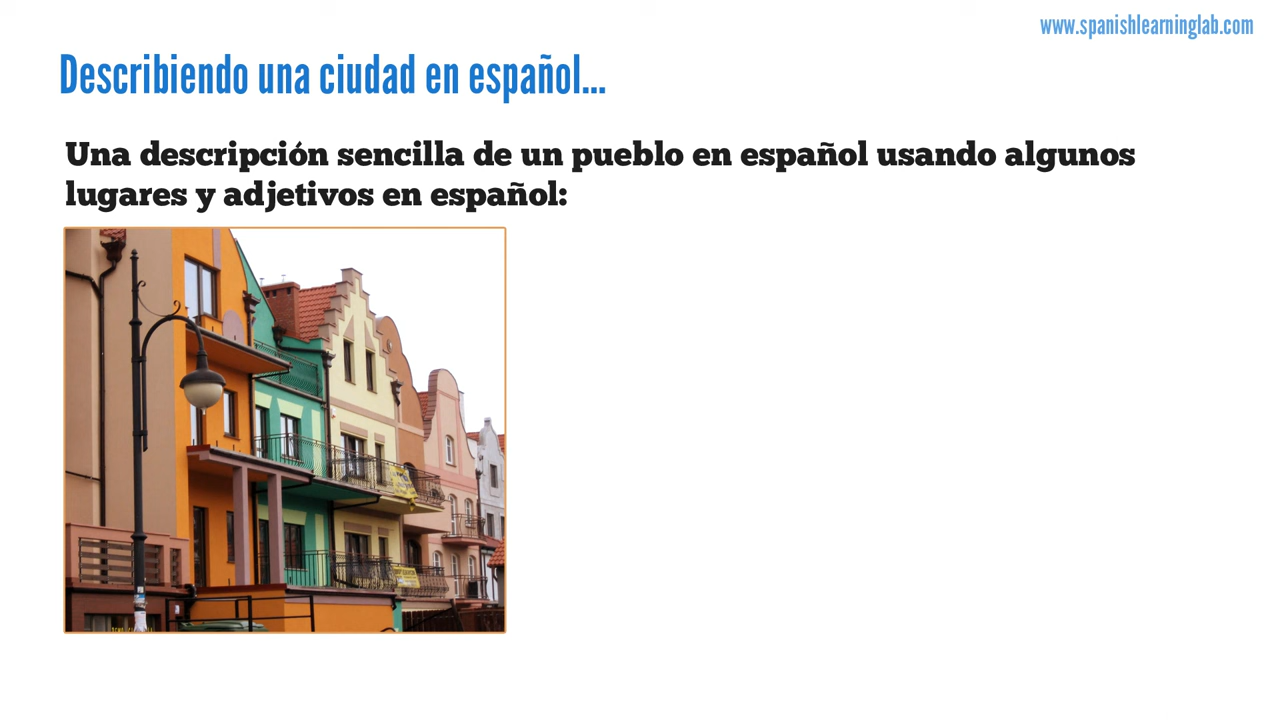 www.spanishlearninglab.com
Describiendo una ciudad en español...
Una descripción sencilla de un pueblo en español usando algunos
lugares y adjetivos en español: